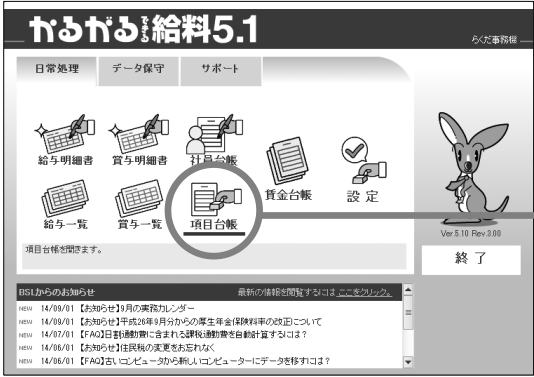 かるがるできる給料5.1
らくだ事務機
日常処理 データ保守 サポート
給与明細書 賞与明細書 社員台帳 賃金台帳 設定
給与一覧 賞与一覧 項目台帳
項目台帳を開きます。
Ver.5.10 Rev.3.00
終了
BSLからのお知らせ 最新の情報を閲覧するにはここをクリック。
NEW 14/09/01 【お知らせ】9月の実務カレンダー
NEW 14/09/01 【お知らせ】平成26年9月分からの厚生年金保険料率の改正について
NEW 14/07/01 【FAQ】日割通勤費に含まれる課税通勤費を自動計算するには？
NEW 14/06/01 【お知らせ】住民税の変更をお忘れなく
NEW 14/06/01 【FAQ】古いコンピュータから新しいコンピューターにデータを移すには？